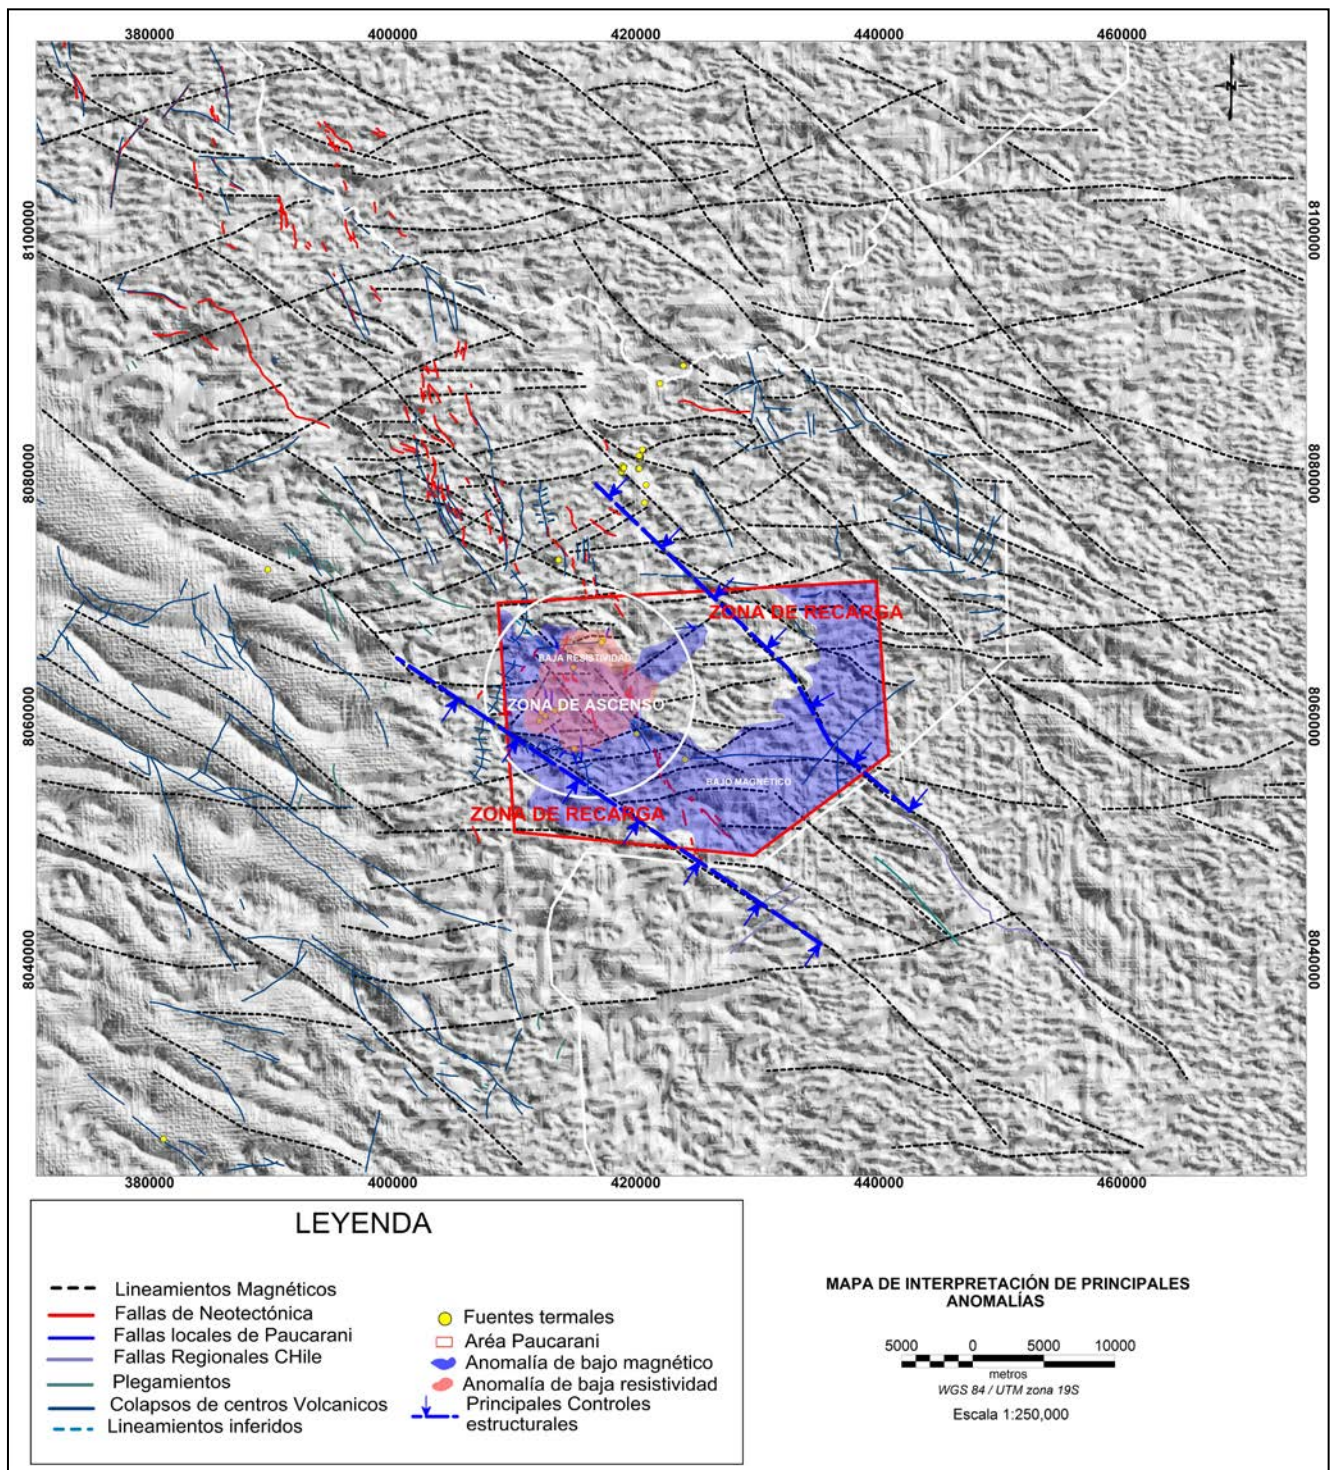 380000 400000 420000 440000 460000
N
8100000
8100000
8080000
8080000
ZONA DE RECARGA
BAJA RESISTIVIDAD
ZONA DE ASCENSO
8060000
8060000
BAJO MAGNÉTICO
ZONA DE RECARGA
8040000
8040000
380000 400000 420000 440000 460000
LEYENDA
Lineamientos Magnéticos
Fallas de Neotectónica
Fallas locales de Paucarani
Fallas Regionales CHile
Plegamientos
Colapsos de centros Volcanicos
Lineamientos inferidos
Fuentes termales
Aréa Paucarani
Anomalía de bajo magnético
Anomalía de baja resistividad
Principales Controles
estructurales
MAPA DE INTERPRETACIÓN DE PRINCIPALES
ANOMALÍAS
5000 0 5000 10000
metros
WGS 84 / UTM zona 19S
Escala 1:250,000